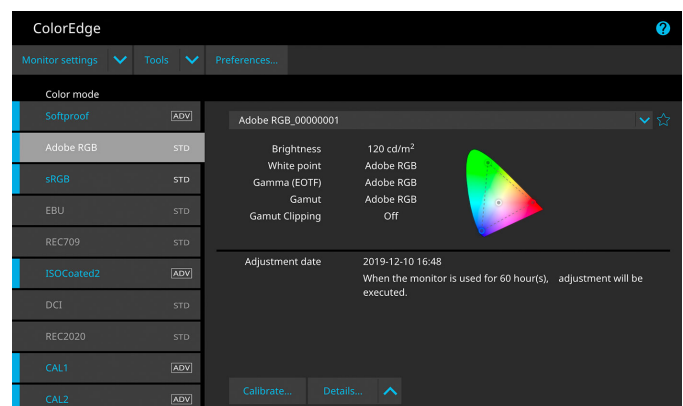 ColorEdge
?
Monitor settings Tools Preferences...
Color mode
Softproof ADV
Adobe RGB STD
sRGB STD
EBU STD
REC709 STD
ISOCoated2 ADV
DCI STD
REC2020 STD
CAL1 ADV
CAL2 ADV
Adobe RGB_00000001
Brightness 120 cd/m²
White point Adobe RGB
Gamma (EOTF) Adobe RGB
Gamut Adobe RGB
Gamut Clipping Off
Adjustment date 2019-12-10 16:48
When the monitor is used for 60 hour(s), adjustment will be
executed.
Calibrate... Details...